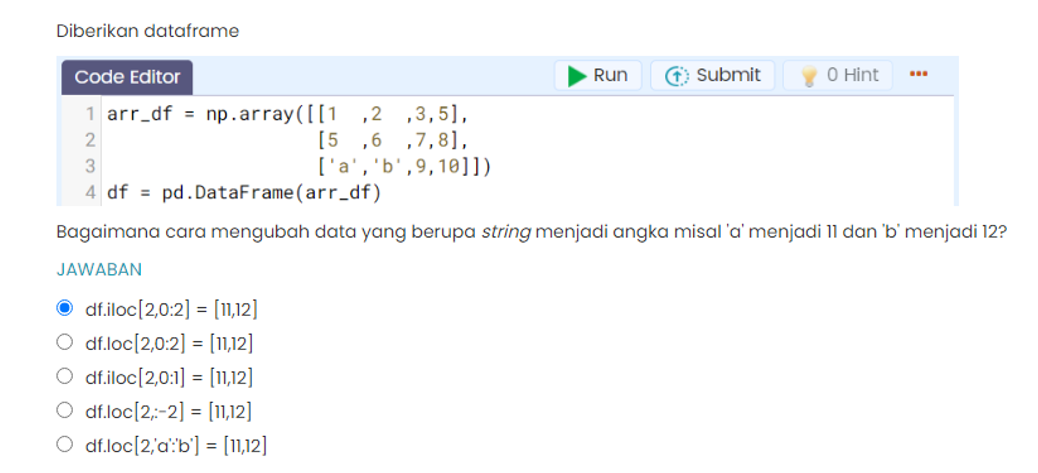 Diberikan dataframe
Code Editor Run Submit 0 Hint
1 arr_df = np.array([[1 ,2 ,3,5],
2 [5 ,6 ,7,8],
3 ['a','b',9,10]])
4 df = pd.DataFrame(arr_df)
Bagaimana cara mengubah data yang berupa string menjadi angka misal 'a' menjadi 11 dan 'b' menjadi 12?
JAWABAN
df.iloc[2,0:2] = [11,12]
df.loc[2,0:2] = [11,12]
df.iloc[2,0:1] = [11,12]
df.loc[2,:-2] = [11,12]
df.loc[2,'a':'b'] = [11,12]